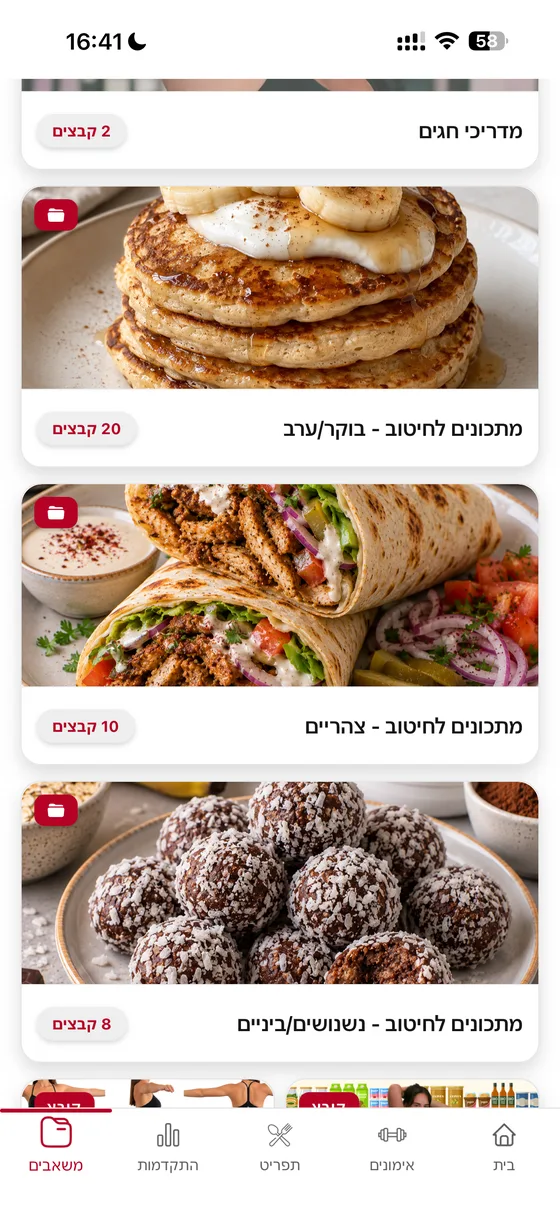 16:41
58
מדריכי חגים
2 קבצים
מתכונים לחיטוב - בוקר/ערב
20 קבצים
מתכונים לחיטוב - צהריים
10 קבצים
מתכונים לחיטוב - נשנושים/ביניים
8 קבצים
בית
אימונים
תפריט
התקדמות
משאבים